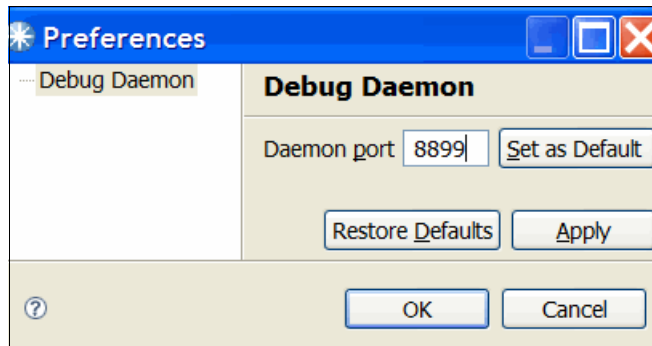 Preferences
Debug Daemon
Debug Daemon
Daemon port 8899 Set as Default
Restore Defaults Apply
? OK Cancel